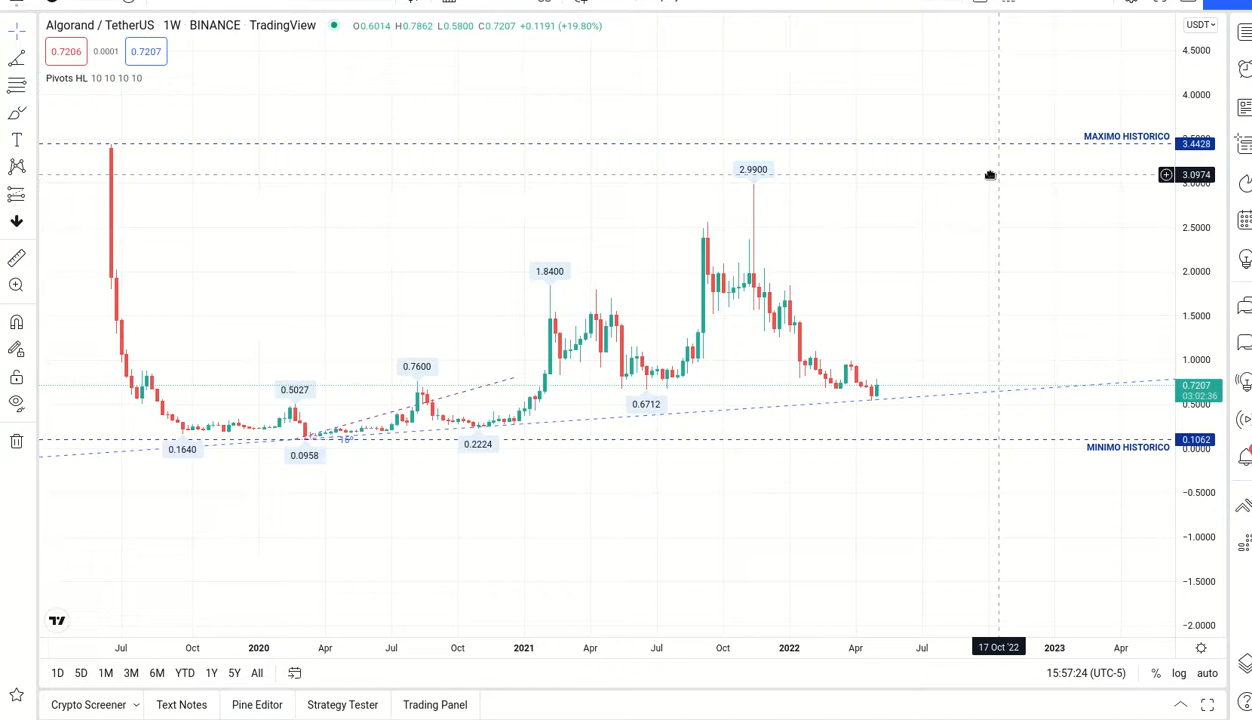 Algorand / TetherUS · 1W · BINANCE · TradingView
O0.6014 H0.7862 L0.5800 C0.7207 +0.1191 (+19.80%)
USDT
0.7206 0.0001 0.7207
Pivots HL 10 10 10 10
4.5000
4.0000
MAXIMO HISTORICO
3.4428
3.0974
2.9900
2.5000
1.8400
2.0000
1.5000
0.7600
1.0000
0.5027
0.7207
03:02:36
0.6712
0.5000
16°
0.1062
0.1640
0.2224
MINIMO HISTORICO
0.0000
0.0958
−0.5000
−1.0000
−1.5000
−2.0000
Jul Oct 2020 Apr Jul Oct 2021 Apr Jul Oct 2022 Apr Jul 17 Oct '22 2023 Apr
1D 5D 1M 3M 6M YTD 1Y 5Y All
15:57:24 (UTC-5) % log auto
Crypto Screener Text Notes Pine Editor Strategy Tester Trading Panel